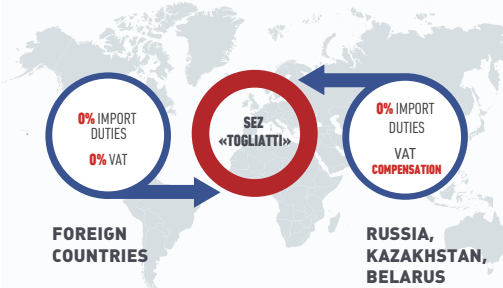 0% IMPORT
DUTIES
0% VAT
SEZ
«TOGLIATTI»
0% IMPORT
DUTIES
VAT
COMPENSATION
FOREIGN
COUNTRIES
RUSSIA,
KAZAKHSTAN,
BELARUS